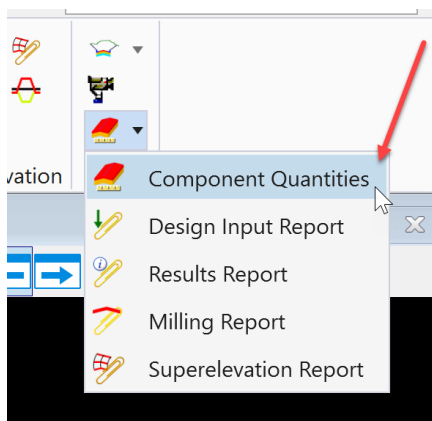 vation
Component Quantities
Design Input Report
Results Report
Milling Report
Superelevation Report